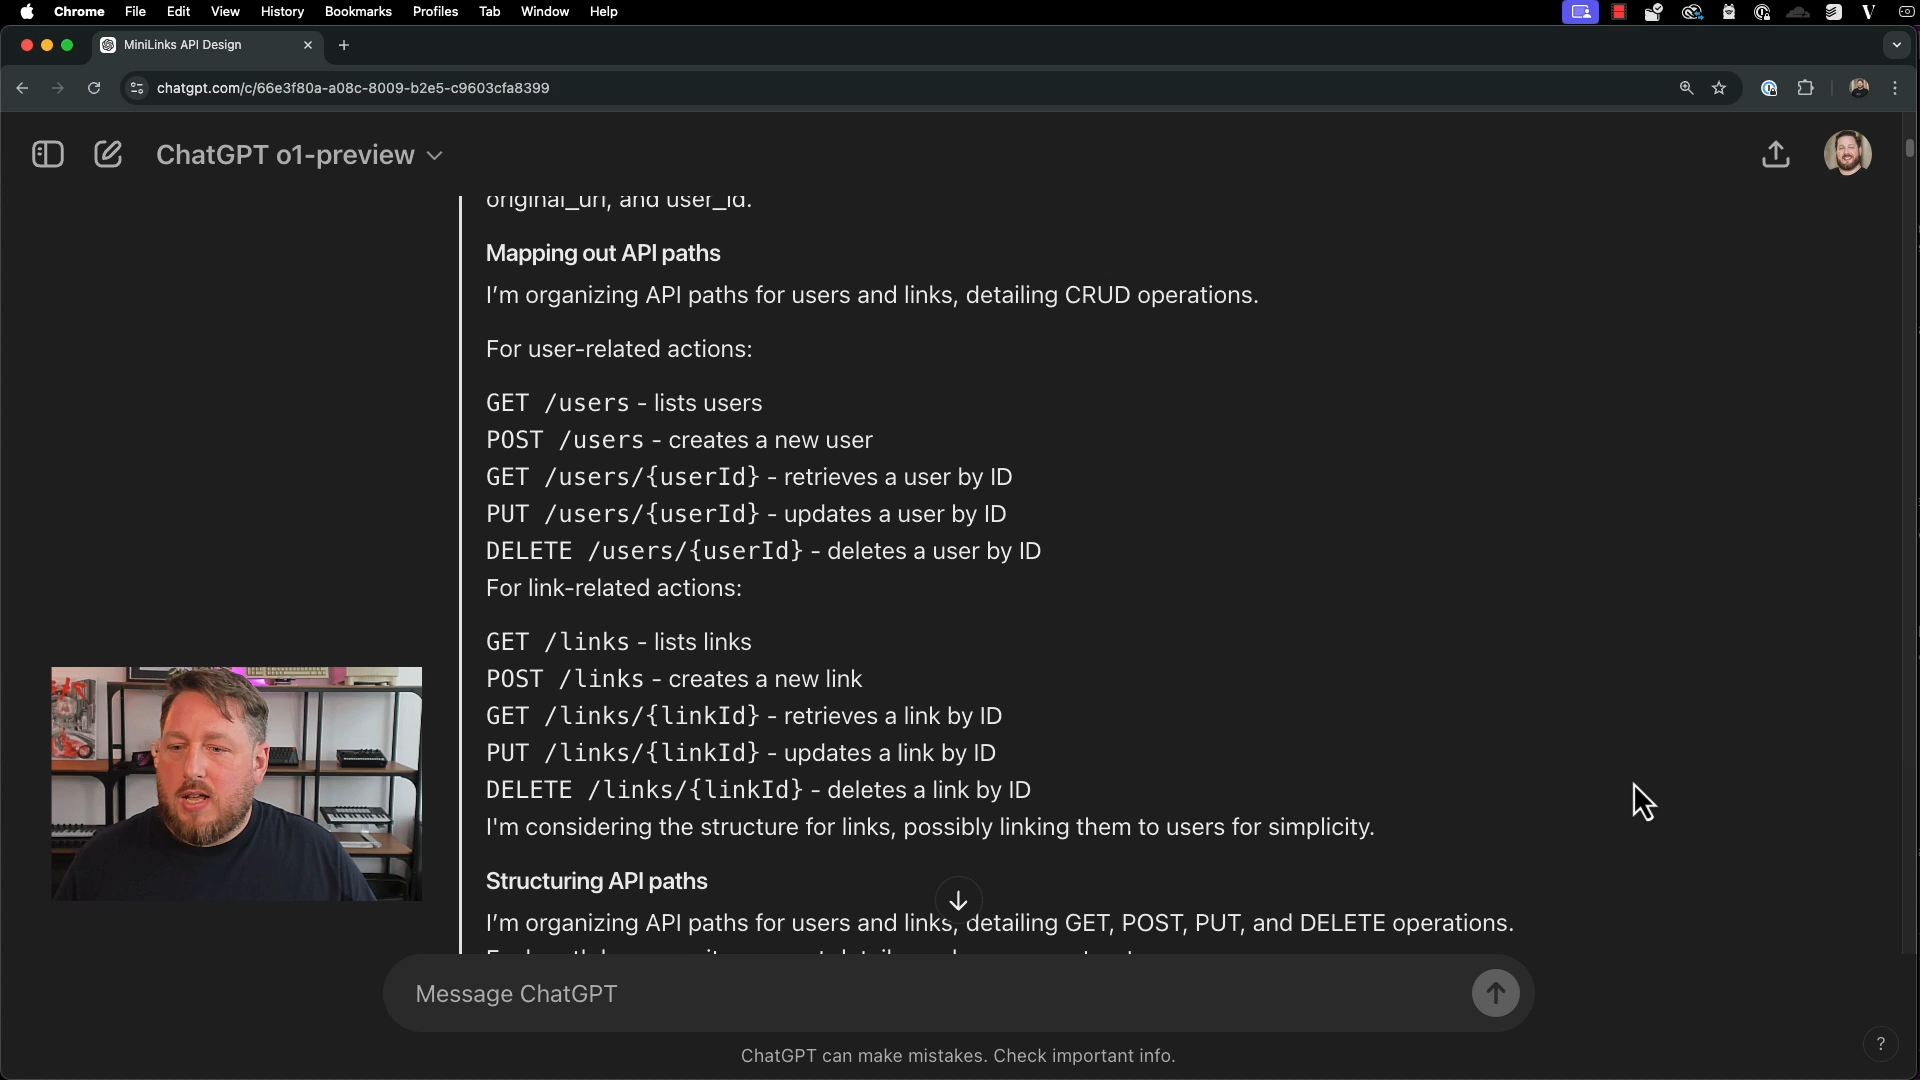 Chrome File Edit View History Bookmarks Profiles Tab Window Help
MiniLinks API Design
chatgpt.com/c/66e3f80a-a08c-8009-b2e5-c9603cfa8399
ChatGPT o1-preview
original_url, and user_id.
Mapping out API paths
I'm organizing API paths for users and links, detailing CRUD operations.
For user-related actions:
GET /users - lists users
POST /users - creates a new user
GET /users/{userId} - retrieves a user by ID
PUT /users/{userId} - updates a user by ID
DELETE /users/{userId} - deletes a user by ID
For link-related actions:
GET /links - lists links
POST /links - creates a new link
GET /links/{linkId} - retrieves a link by ID
PUT /links/{linkId} - updates a link by ID
DELETE /links/{linkId} - deletes a link by ID
I'm considering the structure for links, possibly linking them to users for simplicity.
Structuring API paths
I'm organizing API paths for users and links, detailing GET, POST, PUT, and DELETE operations.
Message ChatGPT
ChatGPT can make mistakes. Check important info.
?